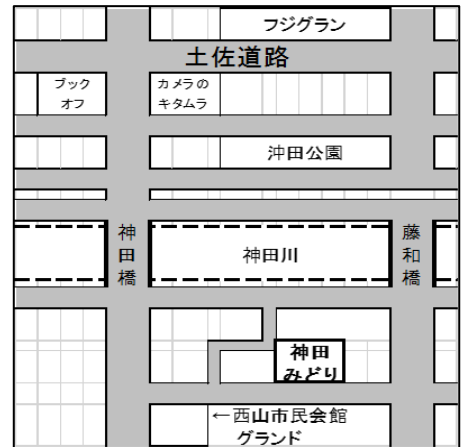 フジグラン
土佐道路
ブック
オフ
カメラの
キタムラ
沖田公園
神田橋
神田川
藤和橋
神田
みどり
←西山市民会館
グランド